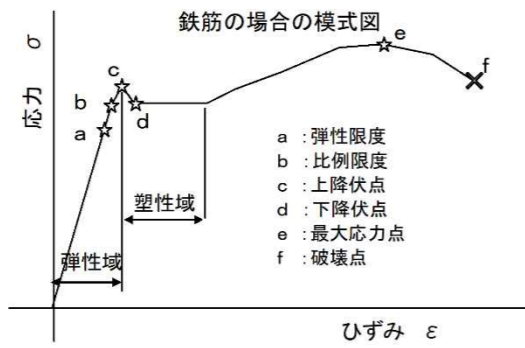 鉄筋の場合の模式図
応力 σ
e
c
f
b
d
a
a :弾性限度
b :比例限度
c :上降伏点
d :下降伏点
e :最大応力点
f :破壊点
塑性域
弾性域
ひずみ ε